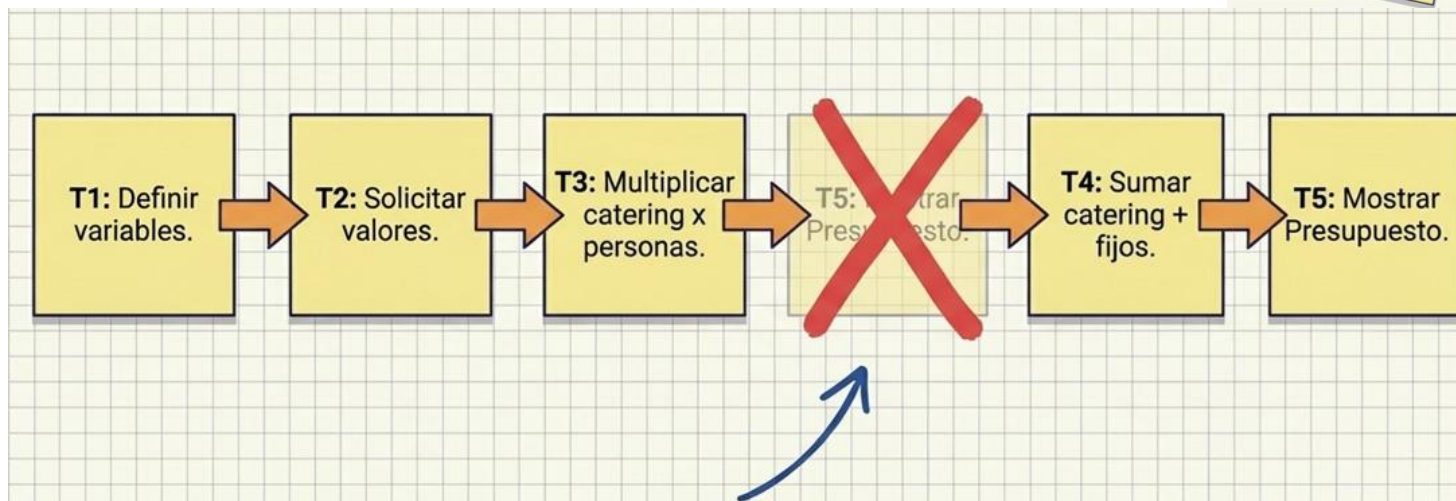 T1: Definir
variables.
T2: Solicitar
valores.
T3: Multiplicar
catering x
personas.
T5:
T4: Sumar
catering +
fijos.
T5: Mostrar
Presupuesto.